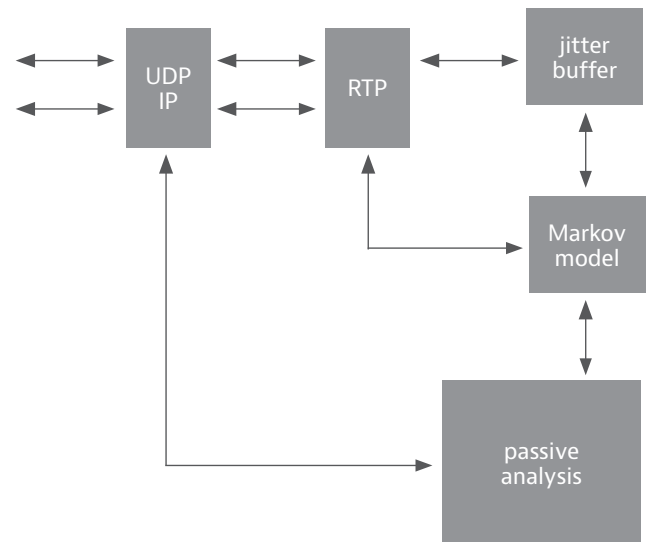 UDP
IP
RTP
jitter
buffer
Markov
model
passive
analysis